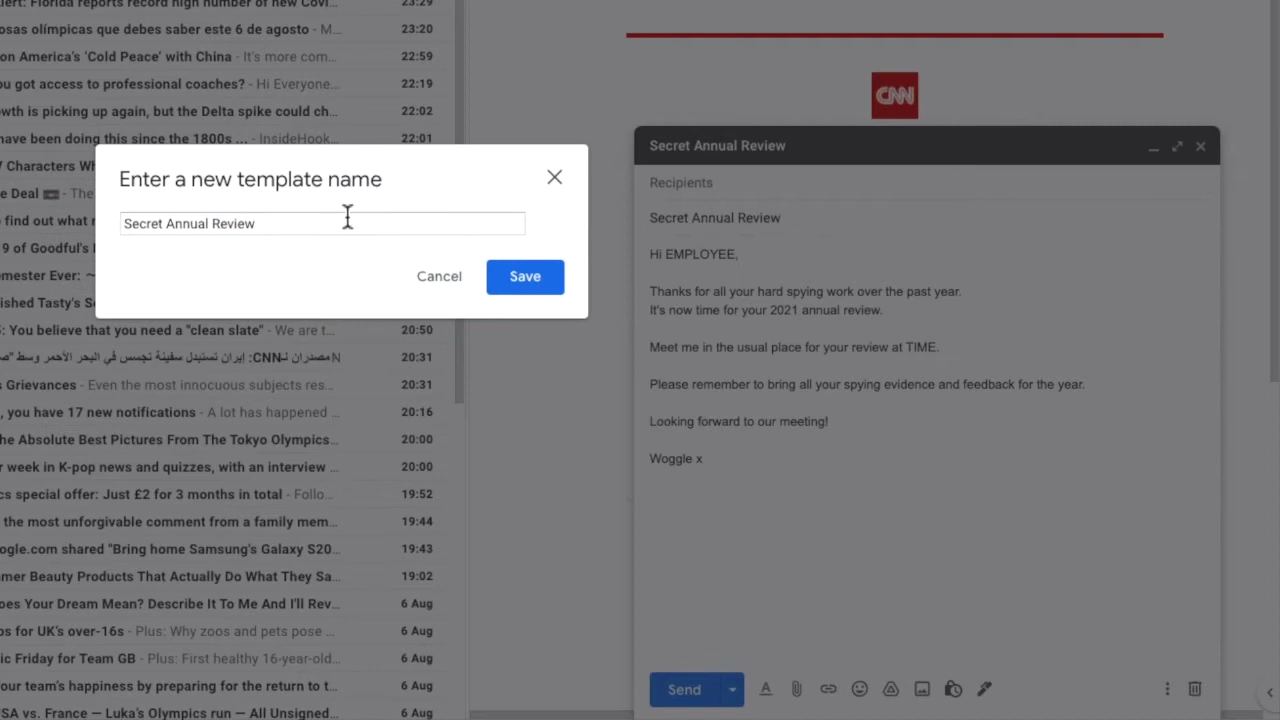 lert: Florida reports record high number of new Covi... 23:29
osas olímpicas que debes saber este 6 de agosto - M... 23:20
on America's 'Cold Peace' with China - It's more com... 22:59
ou got access to professional coaches? - Hi Everyone... 22:19
wth is picking up again, but the Delta spike could ch... 22:02
have been doing this since the 1800s ... - InsideHook... 22:01
/ Characters Wh
e Deal - The
find out what
9 of Goodful's
mester Ever:
ished Tasty's S
: You believe that you need a "clean slate" - We are t... 20:50
مصدران لـCNN: إيران تستبدل سفينة تجسس في البحر الأحمر وسط "ص N 20:31
s Grievances - Even the most innocuous subjects res... 20:31
, you have 17 new notifications - A lot has happened ... 20:16
he Absolute Best Pictures From The Tokyo Olympics... 20:00
r week in K-pop news and quizzes, with an interview ... 20:00
cs special offer: Just £2 for 3 months in total - Follo... 19:52
the most unforgivable comment from a family mem... 19:44
ogle.com shared "Bring home Samsung's Galaxy S20... 19:43
mer Beauty Products That Actually Do What They Sa... 19:02
oes Your Dream Mean? Describe It To Me And I'll Rev... 6 Aug
os for UK's over-16s - Plus: Why zoos and pets pose ... 6 Aug
ic Friday for Team GB - Plus: First healthy 16-year-old... 6 Aug
our team's happiness by preparing for the return to t... 6 Aug
SA vs. France — Luka's Olympics run — All Unsigned... 6 Aug
Enter a new template name
Secret Annual Review
Cancel
Save
CNN
Secret Annual Review
Recipients
Secret Annual Review
Hi EMPLOYEE,
Thanks for all your hard spying work over the past year.
It's now time for your 2021 annual review.
Meet me in the usual place for your review at TIME.
Please remember to bring all your spying evidence and feedback for the year.
Looking forward to our meeting!
Woggle x
Send